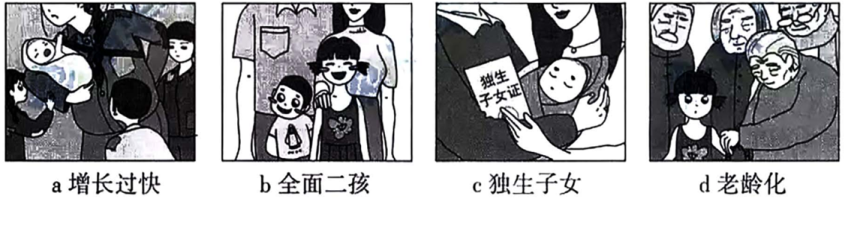 独生
子女证
a 增长过快
b 全面二孩
c 独生子女
d 老龄化